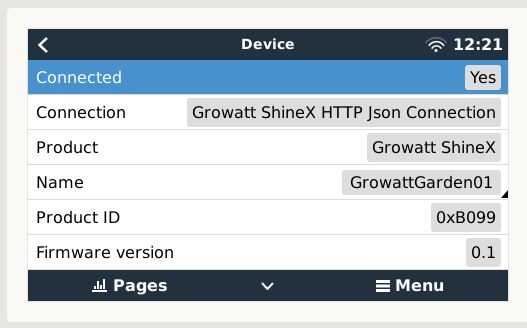 Device 12:21
Connected Yes
Connection Growatt ShineX HTTP Json Connection
Product Growatt ShineX
Name GrowattGarden01
Product ID 0xB099
Firmware version 0.1
Pages Menu